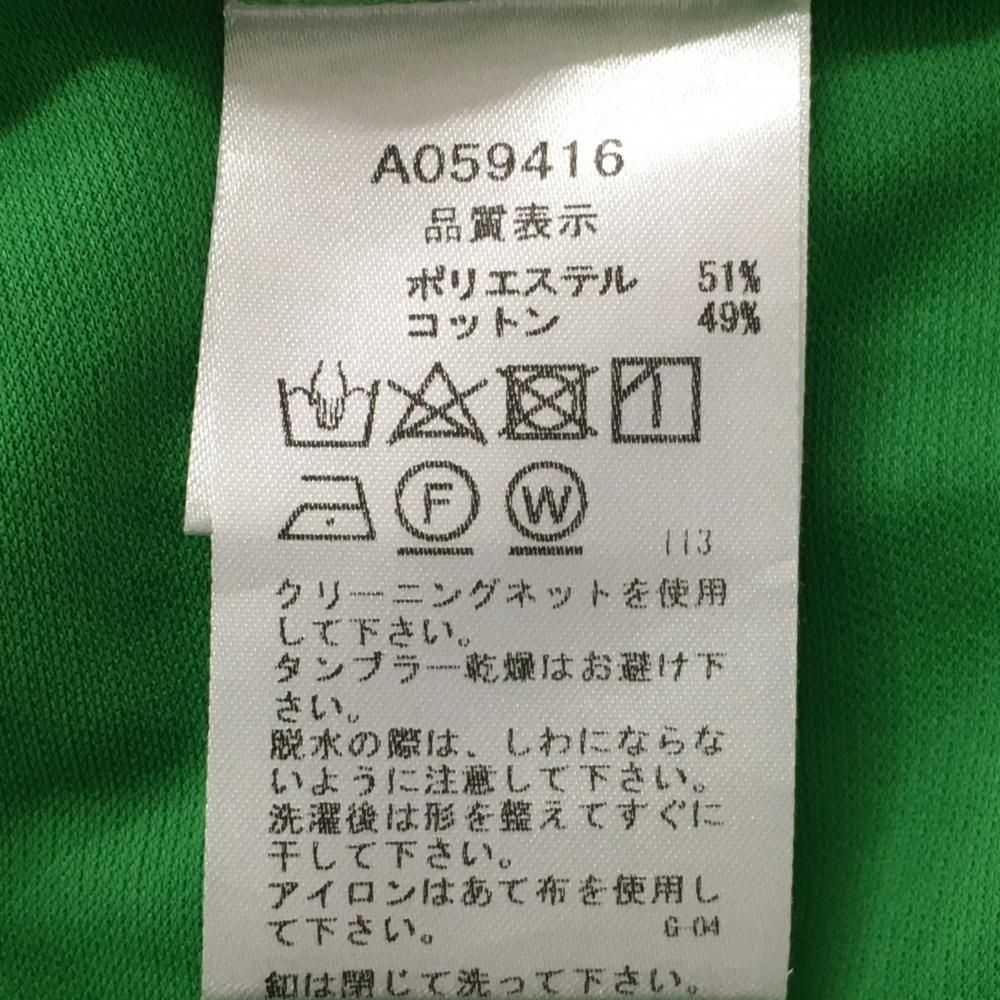 A059416
品質表示
ポリエステル 51%
コットン 49%
F W 113
クリーニングネットを使用
して下さい。
タンブラー乾燥はお避け下
さい。
脱水の際は、しわにならな
いように注意して下さい。
洗濯後は形を整えてすぐに
干して下さい。
アイロンはあて布を使用し
て下さい。 G-04
釦は閉じて洗って下さい。